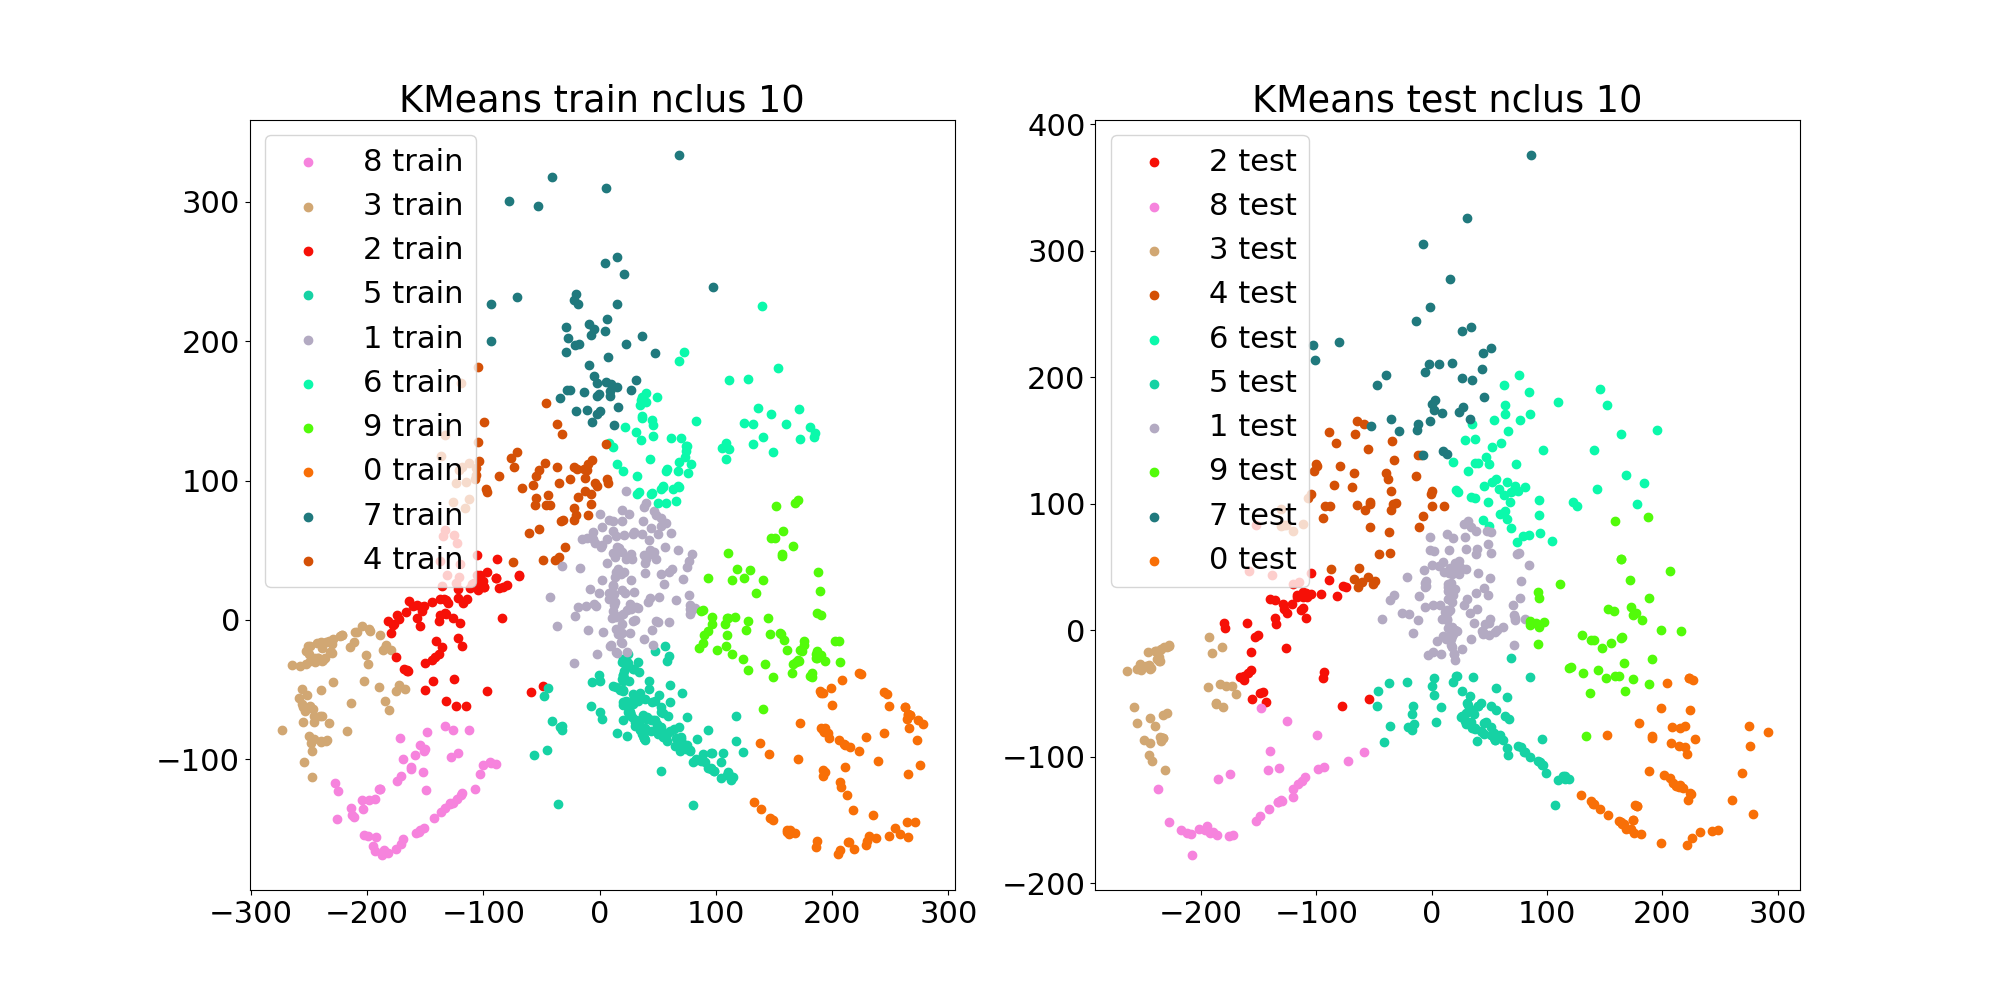 KMeans train nclus 10
8 train
3 train
2 train
5 train
1 train
6 train
9 train
0 train
7 train
4 train
300
200
100
0
−100
−300
−200
−100
0
100
200
300
KMeans test nclus 10
2 test
8 test
3 test
4 test
6 test
5 test
1 test
9 test
7 test
0 test
400
300
200
100
0
−100
−200
−200
−100
0
100
200
300